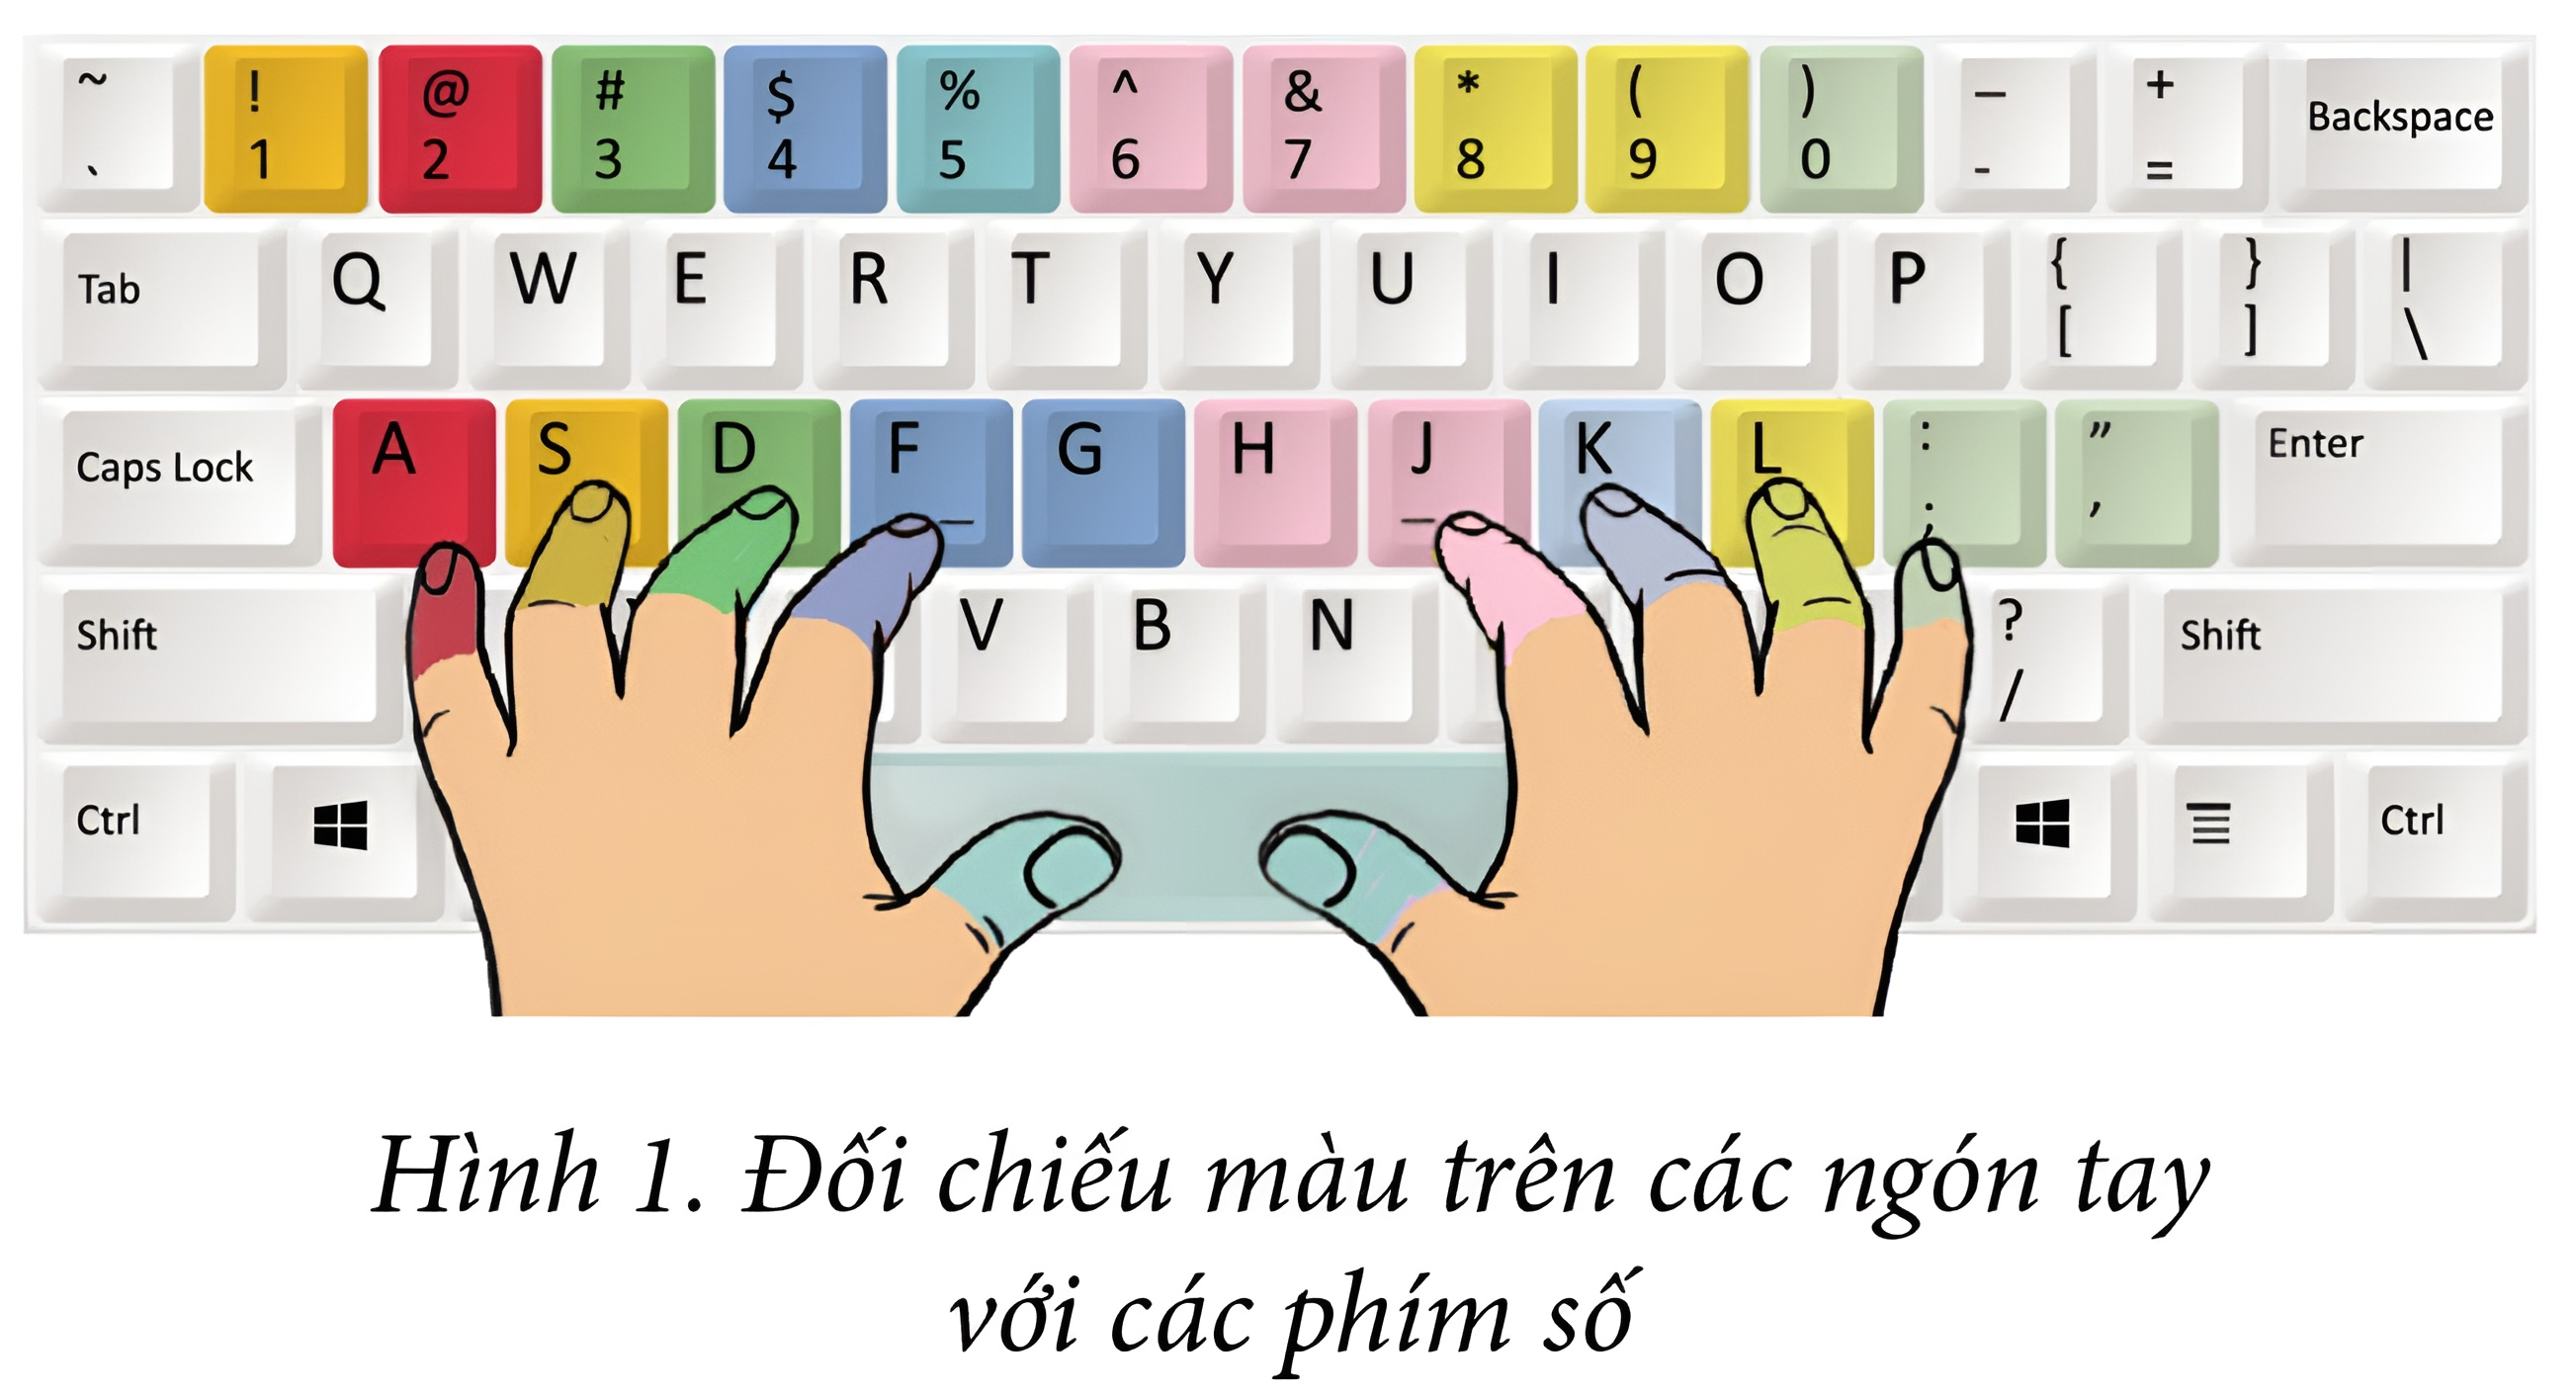 ~ ! @ # $ % ^ & * ( ) – +
` 1 2 3 4 5 6 7 8 9 0 - = Backspace
Tab Q W E R T Y U I O P { } |
[ ] \
Caps Lock A S D F G H J K L : ” Enter
; ,
Shift V B N ? Shift
/
Ctrl Ctrl
Hình 1. Đối chiếu màu trên các ngón tay
với các phím số